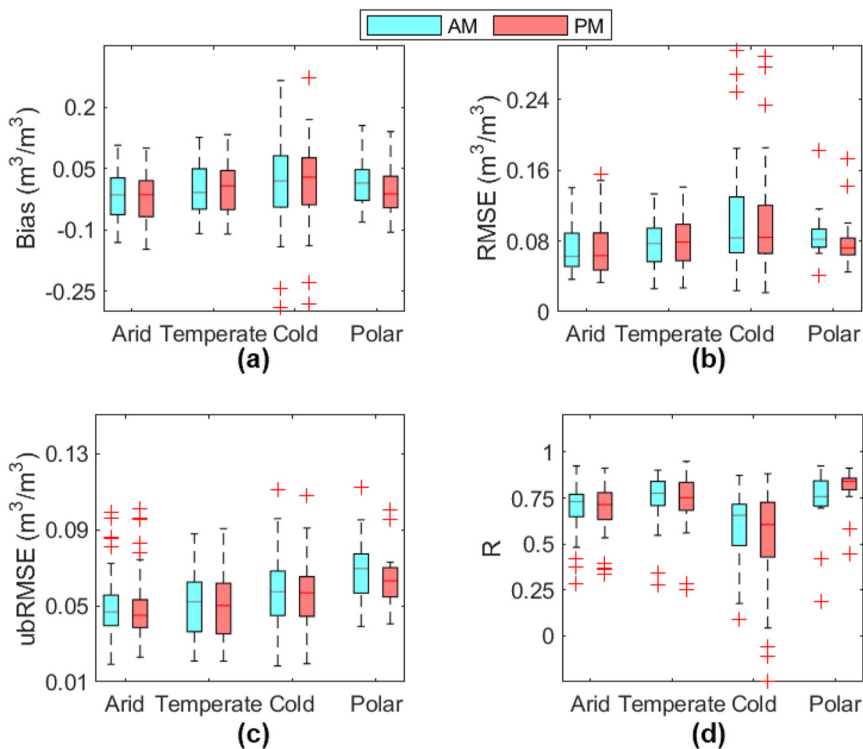 AM PM
0.2
0.05
-0.1
-0.25
Bias (m³/m³)
Arid Temperate Cold Polar
(a)
0.24
0.16
0.08
0
RMSE (m³/m³)
Arid Temperate Cold Polar
(b)
0.13
0.09
0.05
0.01
ubRMSE (m³/m³)
Arid Temperate Cold Polar
(c)
1
0.75
0.5
0.25
0
R
Arid Temperate Cold Polar
(d)